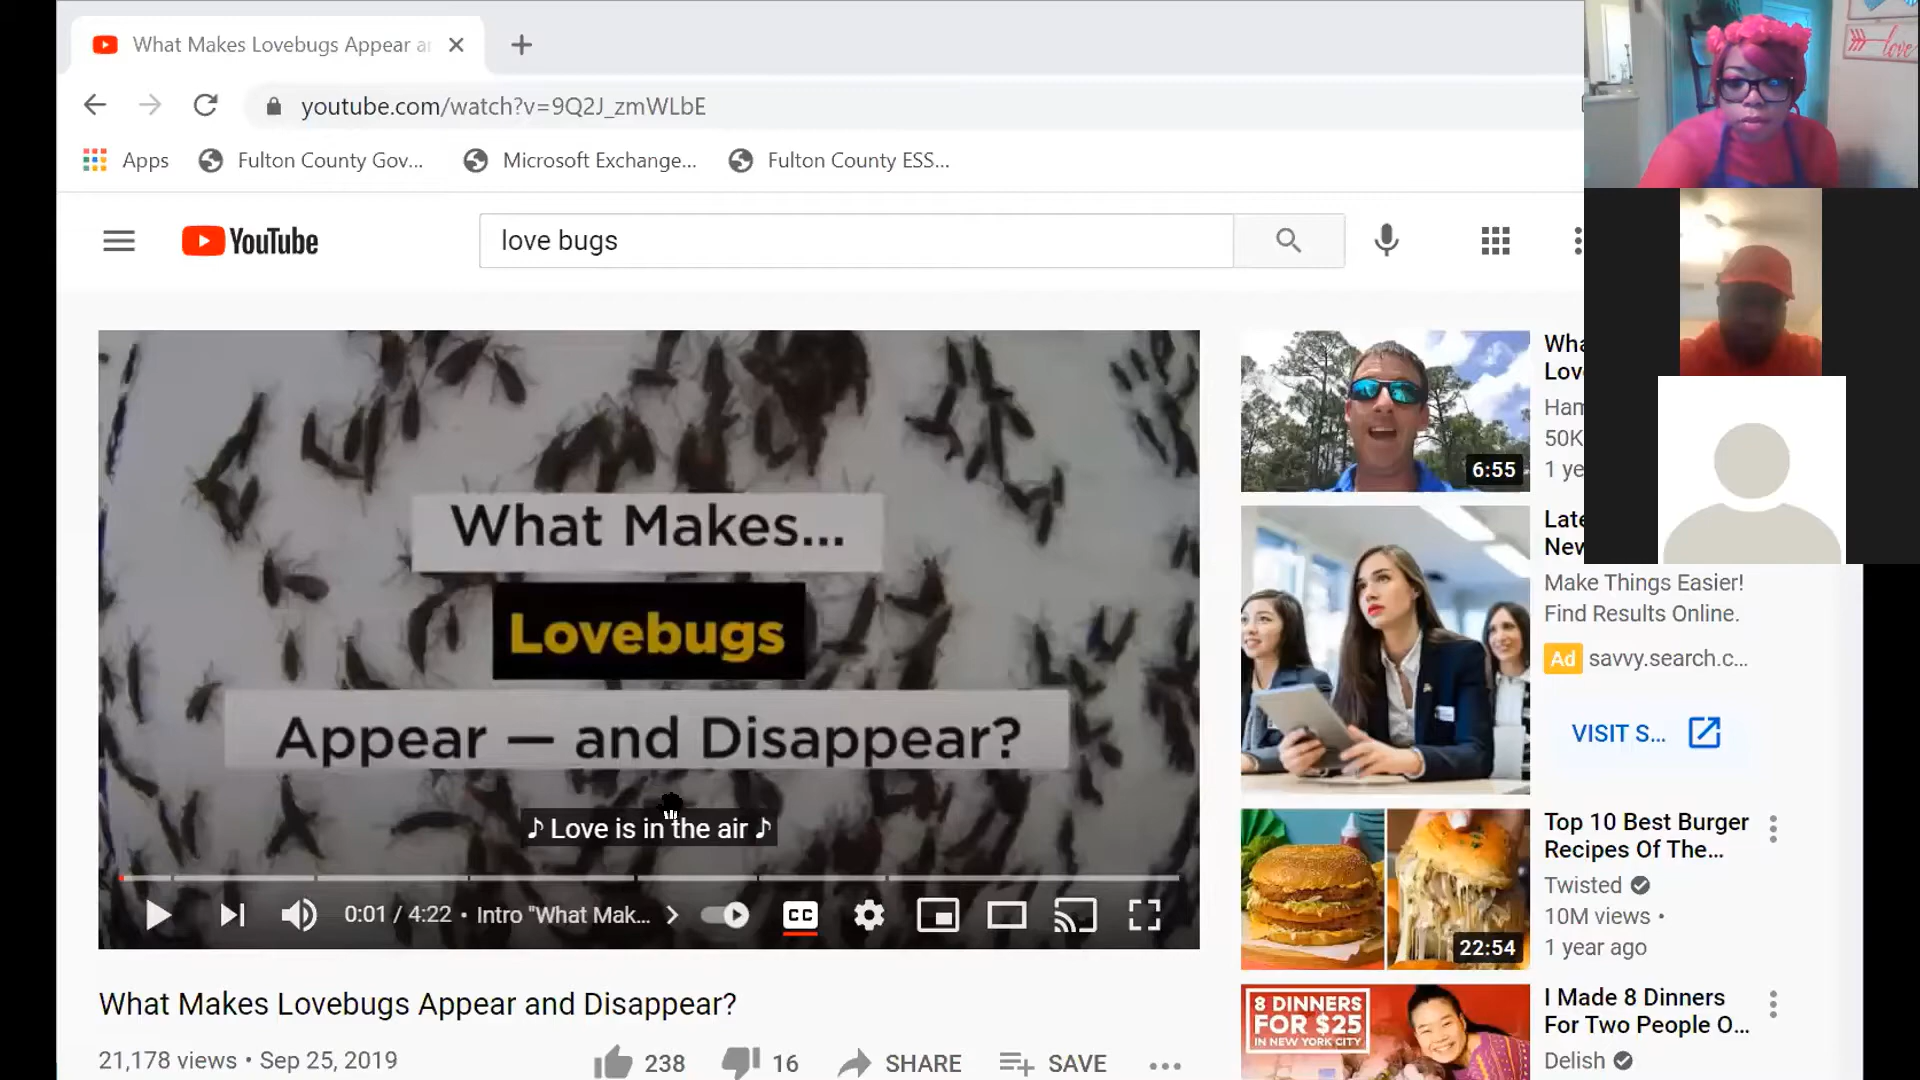 What Makes Lovebugs Appear a
youtube.com/watch?v=9Q2J_zmWLbE
Apps
Fulton County Gov...
Microsoft Exchange...
Fulton County ESS...
YouTube
love bugs
What Makes...
Lovebugs
Appear — and Disappear?
♪ Love is in the air ♪
0:01 / 4:22 • Intro "What Mak...
CC
What Makes Lovebugs Appear and Disappear?
21,178 views • Sep 25, 2019
238
16
SHARE
SAVE
love
6:55
Make Things Easier!
Find Results Online.
Ad savvy.search.c...
VISIT S...
22:54
Top 10 Best Burger
Recipes Of The...
Twisted
10M views •
1 year ago
8 DINNERS
FOR $25
IN NEW YORK CITY
I Made 8 Dinners
For Two People O...
Delish